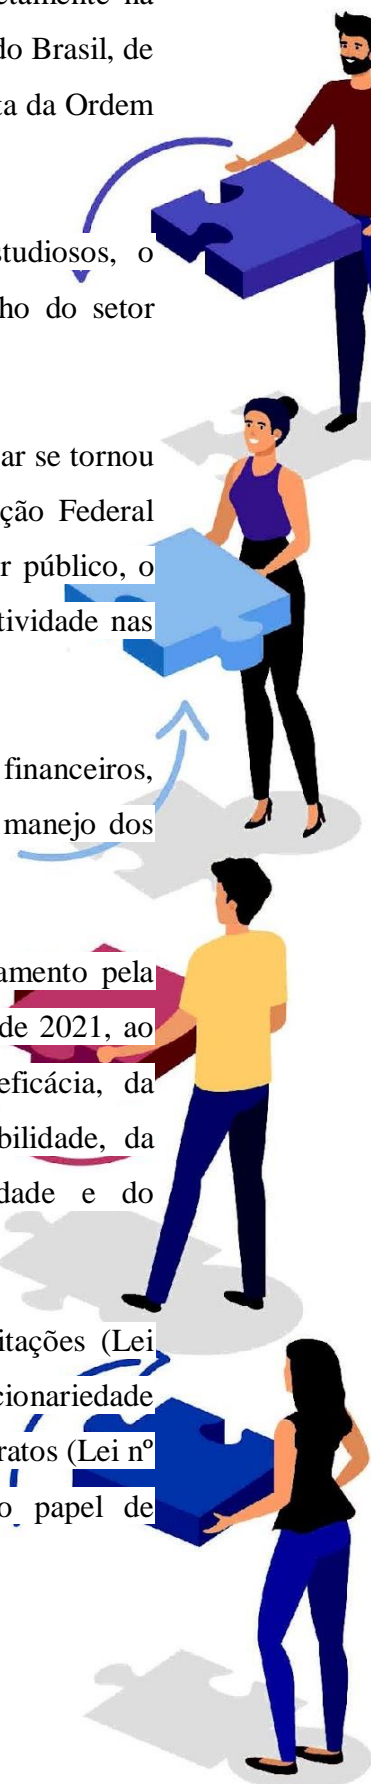 do Brasil, de
ta da Ordem
studiosos, o
ho do setor
ar se tornou
ção Federal
r público, o
tividade nas
financeiros,
manejo dos
amento pela
de 2021, ao
eficácia, da
bilidade, da
dade e do
itações (Lei
cionariedade
ratos (Lei nº
o papel de